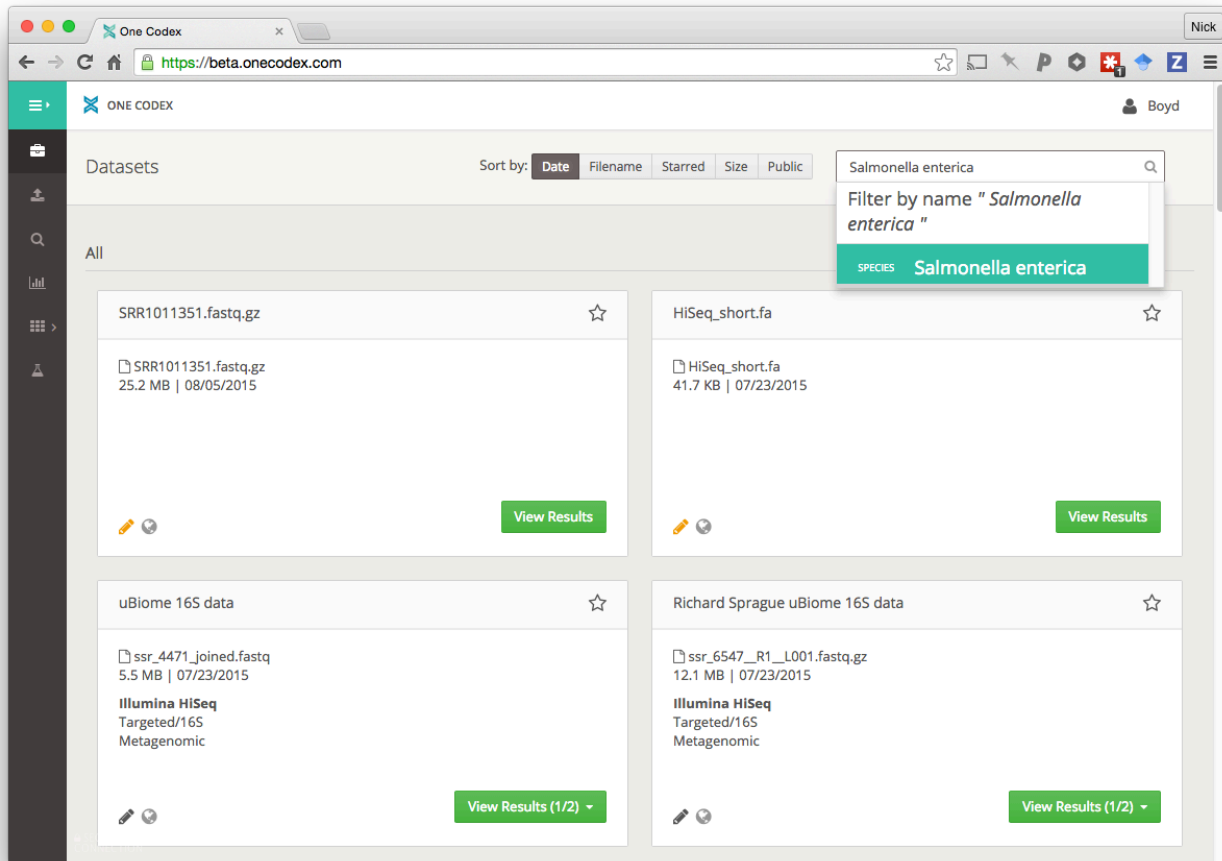 One Codex
Nick
https://beta.onecodex.com
1
ONE CODEX
Boyd
Datasets
Sort by: Date Filename Starred Size Public
Salmonella enterica
Filter by name " Salmonella
enterica "
SPECIES Salmonella enterica
All
SRR1011351.fastq.gz
SRR1011351.fastq.gz
25.2 MB | 08/05/2015
View Results
HiSeq_short.fa
HiSeq_short.fa
41.7 KB | 07/23/2015
View Results
uBiome 16S data
ssr_4471_joined.fastq
5.5 MB | 07/23/2015
Illumina HiSeq
Targeted/16S
Metagenomic
View Results (1/2)
Richard Sprague uBiome 16S data
ssr_6547__R1__L001.fastq.gz
12.1 MB | 07/23/2015
Illumina HiSeq
Targeted/16S
Metagenomic
View Results (1/2)